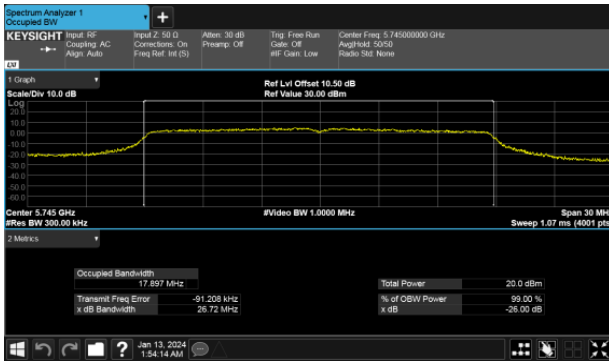 Spectrum Analyzer 1
Occupied BW
KEYSIGHT
Input: RF
Coupling: AC
Align: Auto
Input Z: 50 Ω
Corrections: On
Freq Ref: Int (S)
Atten: 30 dB
Preamp: Off
Trig: Free Run
Gate: Off
#IF Gain: Low
Center Freq: 5.745000000 GHz
Avg|Hold: 50/50
Radio Std: None
LXI
1 Graph
Scale/Div 10.0 dB
Ref Lvl Offset 10.50 dB
Ref Value 30.00 dBm
Log
20.0
10.0
0.00
-10.0
-20.0
-30.0
-40.0
-50.0
-60.0
Center 5.745 GHz
#Video BW 1.0000 MHz
Span 30 MH
#Res BW 300.00 kHz
Sweep 1.07 ms (4001 pts
2 Metrics
Occupied Bandwidth
17.897 MHz
Total Power 20.0 dBm
Transmit Freq Error -91.208 kHz
% of OBW Power 99.00 %
x dB Bandwidth 26.72 MHz
x dB -26.00 dB
?
Jan 13, 2024
1:54:14 AM